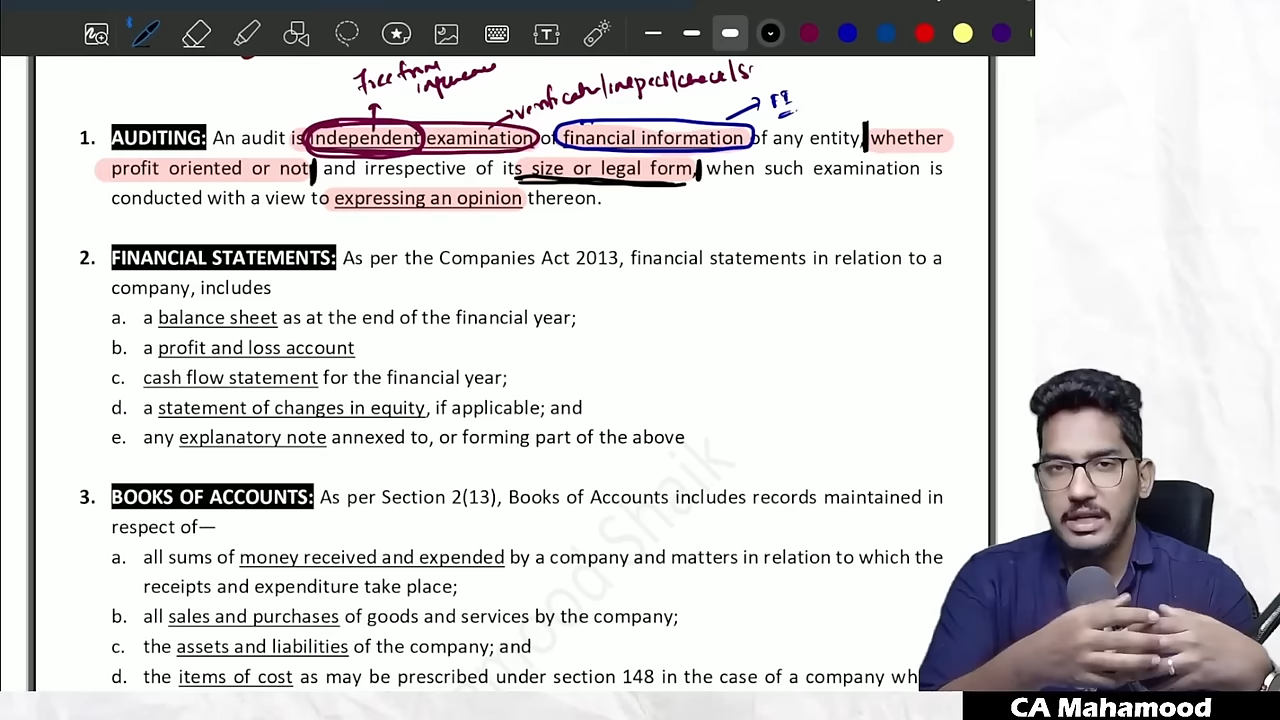 free from
influence
verification/inspect/check/s
FI
1. AUDITING: An audit is independent examination of financial information of any entity, whether
profit oriented or not, and irrespective of its size or legal form, when such examination is
conducted with a view to expressing an opinion thereon.
2. FINANCIAL STATEMENTS: As per the Companies Act 2013, financial statements in relation to a
company, includes
a. a balance sheet as at the end of the financial year;
b. a profit and loss account
c. cash flow statement for the financial year;
d. a statement of changes in equity, if applicable; and
e. any explanatory note annexed to, or forming part of the above
3. BOOKS OF ACCOUNTS: As per Section 2(13), Books of Accounts includes records maintained in
respect of—
a. all sums of money received and expended by a company and matters in relation to which the
receipts and expenditure take place;
b. all sales and purchases of goods and services by the company;
c. the assets and liabilities of the company; and
d. the items of cost as may be prescribed under section 148 in the case of a company wh
Shaik
CA Mahamood